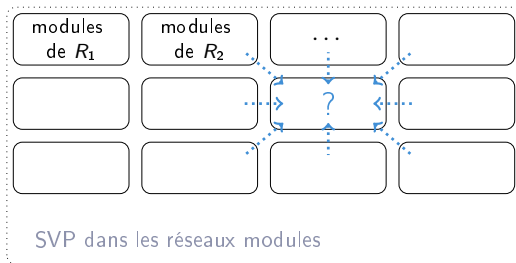 modules modules ...
de R₁ de R₂
?
SVP dans les réseaux modules